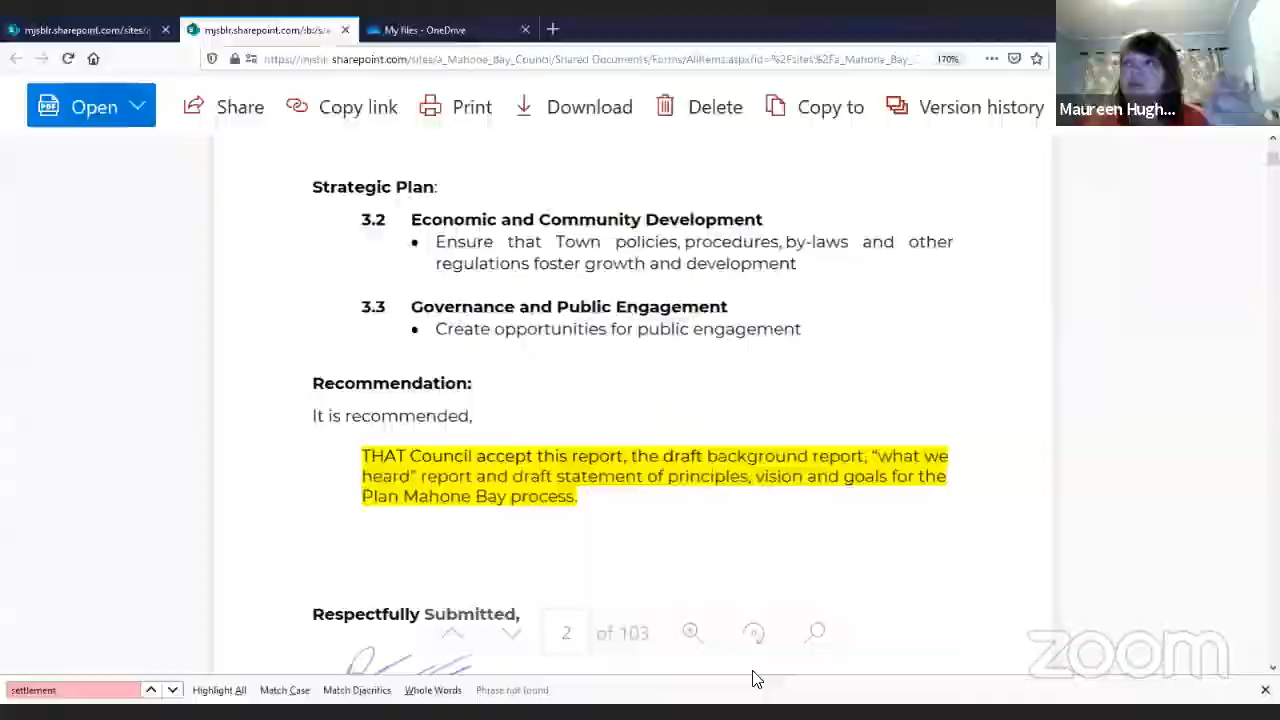 mjsblr.sharepoint.com/sites/a
mjsblr.sharepoint.com/:b:/s/a
My files - OneDrive
sharepoint.com/sites/a_Mahone_Bay_Council/Shared Documents/Forms/AllItems.aspx?id=%2Fsites%2Fa_Mahone_Bay_
170%
Open
Share
Copy link
Print
Download
Delete
Copy to
Version history
Maureen Hugh...
Strategic Plan:
3.2 Economic and Community Development
• Ensure that Town policies, procedures, by-laws and other
regulations foster growth and development
3.3 Governance and Public Engagement
• Create opportunities for public engagement
Recommendation:
It is recommended,
THAT Council accept this report, the draft background report, “what we
heard” report and draft statement of principles, vision and goals for the
Plan Mahone Bay process.
Respectfully Submitted,
2 of 103
zoom
settlement
Highlight All Match Case Match Diacritics Whole Words Phrase not found